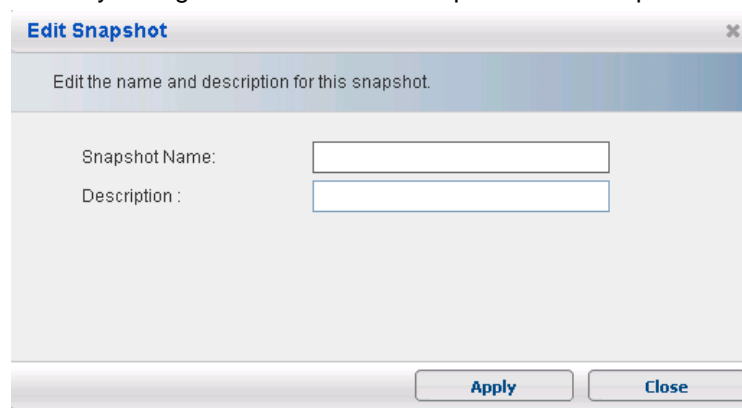 Edit Snapshot
Edit the name and description for this snapshot.
Snapshot Name:
Description :
Apply Close